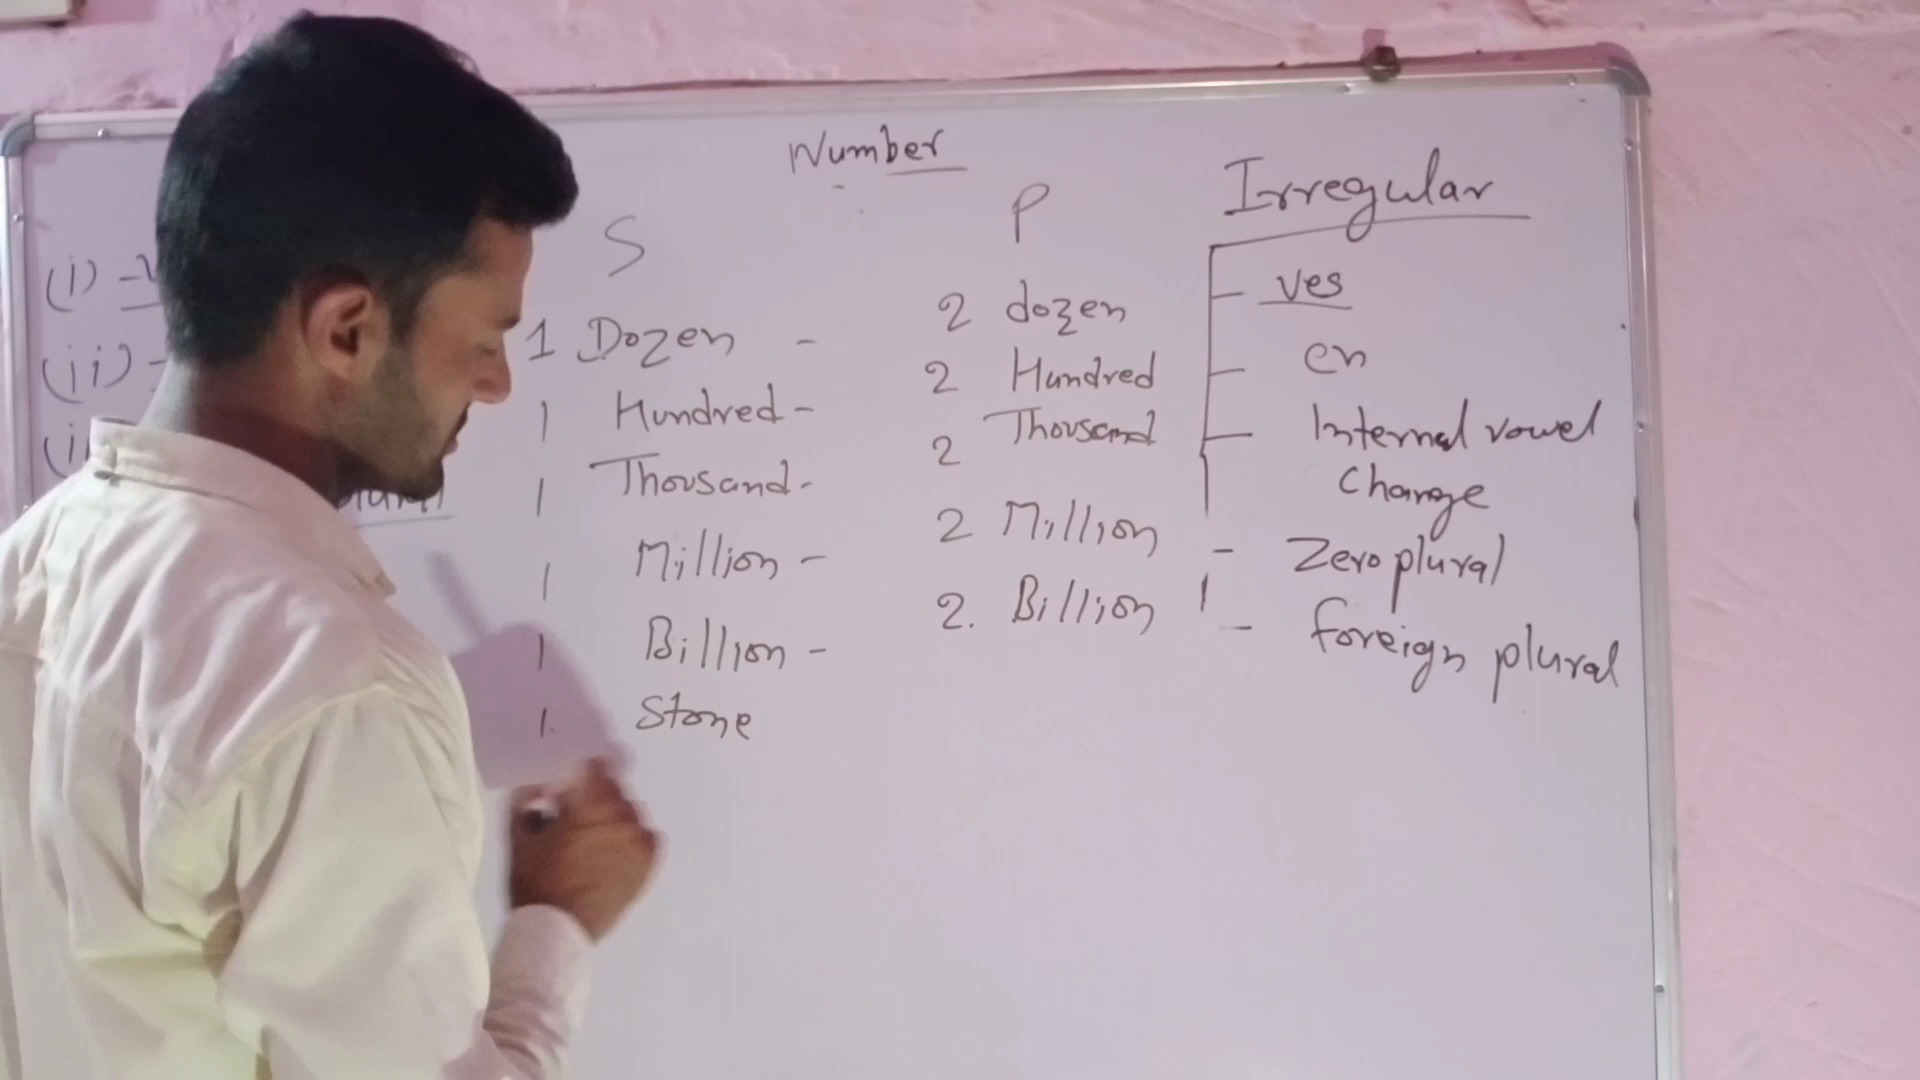 Number
S P Irregular
(i)
(ii)
1 Dozen - 2 dozen
1 Hundred - 2 Hundred
1 Thousand - 2 Thousand
1 Million - 2 Million
1 Billion - 2. Billion
1. Stone
- ves
- en
- Internal vowel
change
- Zero plural
- foreign plural
plural